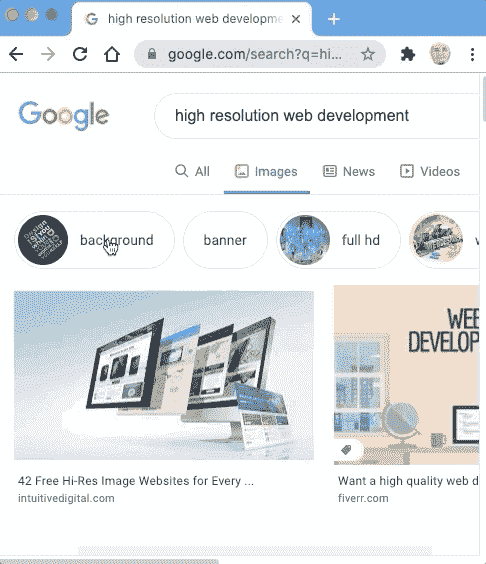 high resolution web developme
google.com/search?q=hi...
Google
high resolution web development
All
Images
News
Videos
background
banner
full hd
WEB
DEVELOP
42 Free Hi-Res Image Websites for Every ...
intuitivedigital.com
Want a high quality web d
fiverr.com